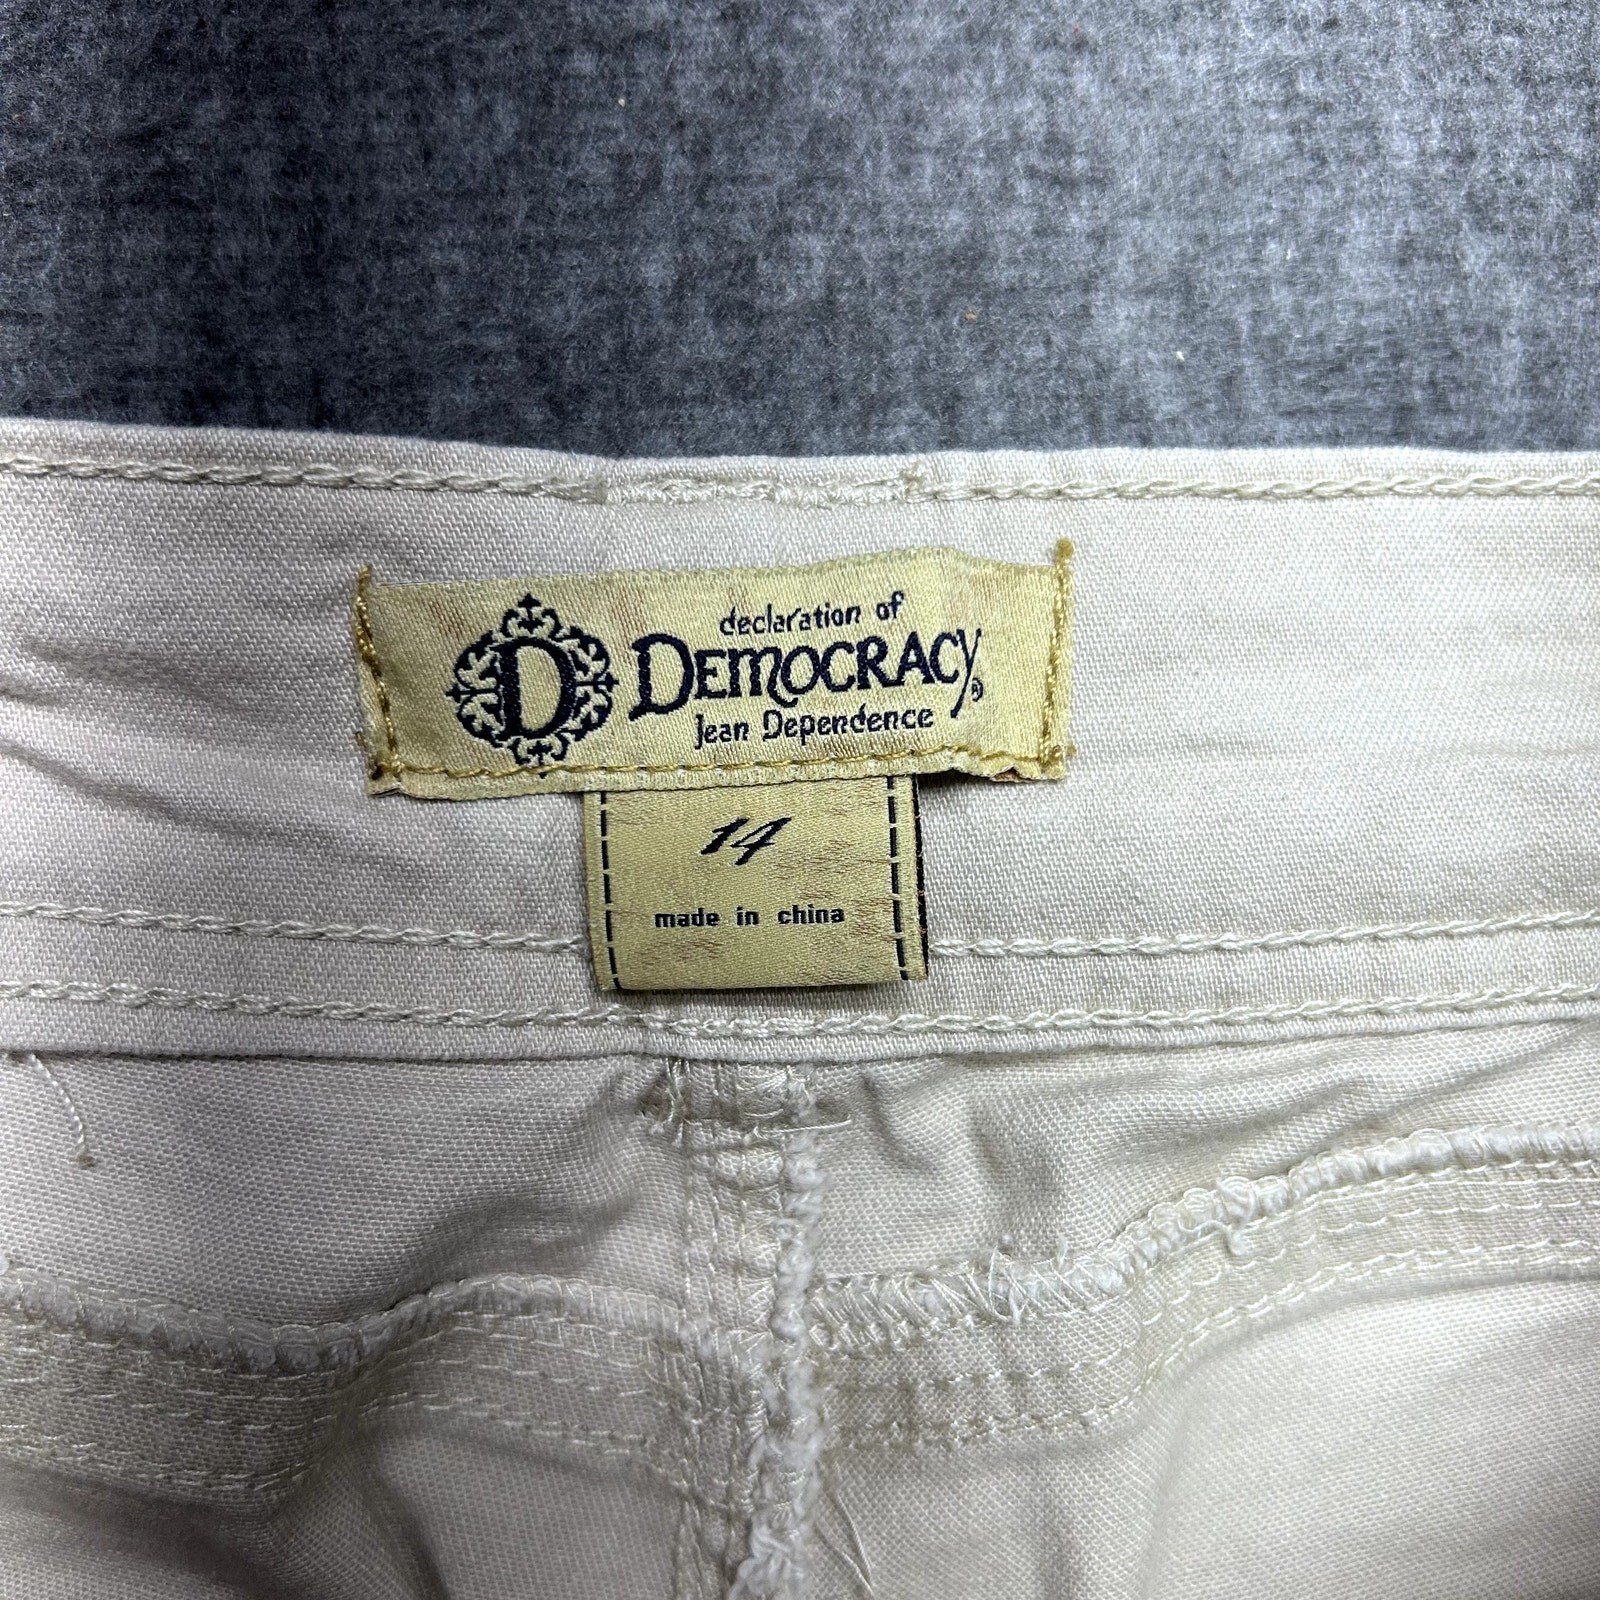 declaration of
D DEMOCRACY®
Jean Dependence
14
made in china